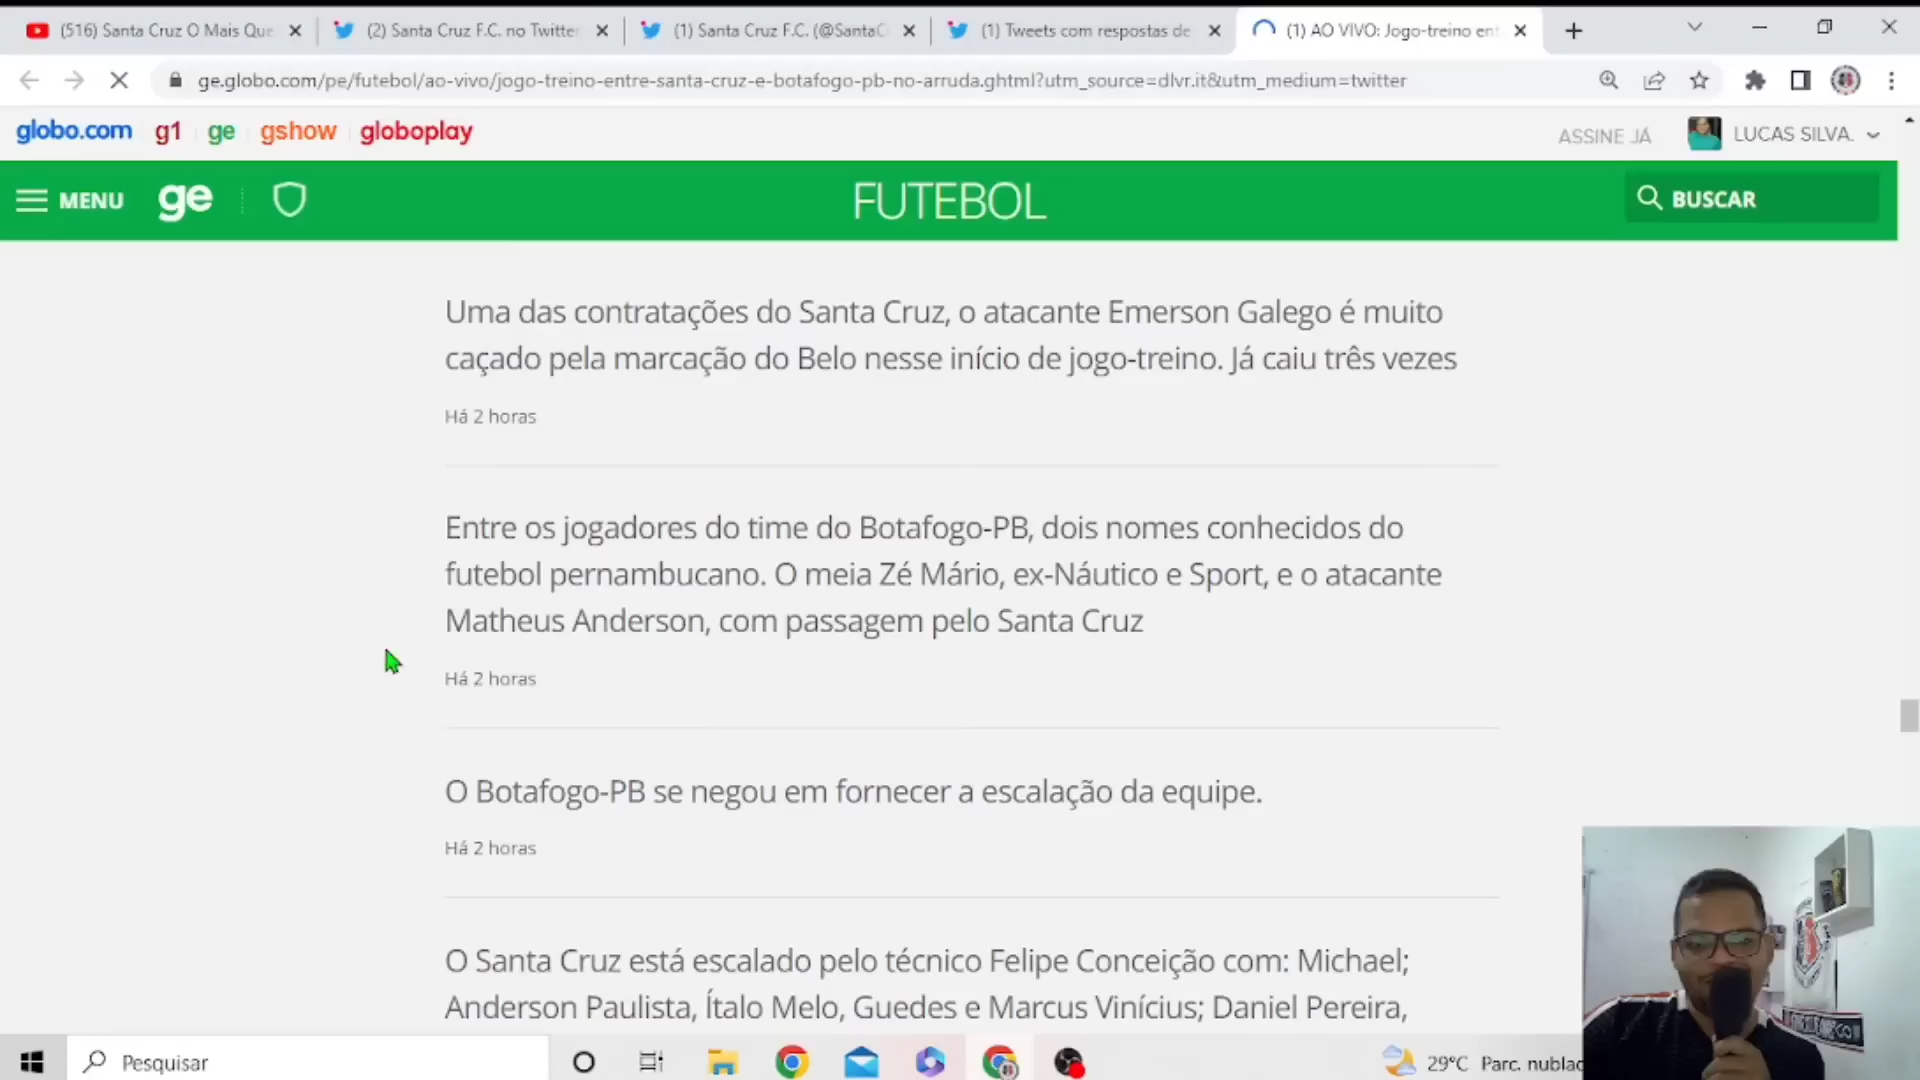 (516) Santa Cruz O Mais Que
(2) Santa Cruz F.C. no Twitter
(1) Santa Cruz F.C. (@SantaC
(1) Tweets com respostas de
(1) AO VIVO: Jogo-treino ent
ge.globo.com/pe/futebol/ao-vivo/jogo-treino-entre-santa-cruz-e-botafogo-pb-no-arruda.ghtml?utm_source=dlvr.it&utm_medium=twitter
globo.com g1 ge gshow globoplay
ASSINE JÁ LUCAS SILVA.
MENU ge FUTEBOL BUSCAR
Uma das contratações do Santa Cruz, o atacante Emerson Galego é muito
caçado pela marcação do Belo nesse início de jogo-treino. Já caiu três vezes
Há 2 horas
Entre os jogadores do time do Botafogo-PB, dois nomes conhecidos do
futebol pernambucano. O meia Zé Mário, ex-Náutico e Sport, e o atacante
Matheus Anderson, com passagem pelo Santa Cruz
Há 2 horas
O Botafogo-PB se negou em fornecer a escalação da equipe.
Há 2 horas
O Santa Cruz está escalado pelo técnico Felipe Conceição com: Michael;
Anderson Paulista, Ítalo Melo, Guedes e Marcus Vinícius; Daniel Pereira,
Pesquisar
29°C Parc. nublad